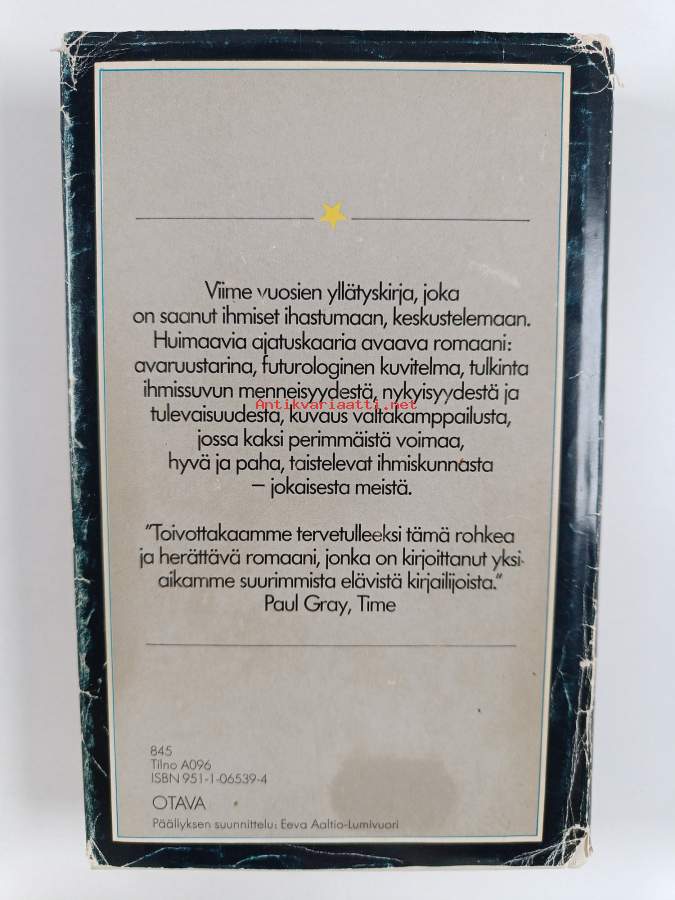 Viime vuosien yllätyskirja, joka
on saanut ihmiset ihastumaan, keskustelemaan.
Huimaavia ajatuskaaria avaava romaani:
avaruustarina, futurologinen kuvitelma, tulkinta
ihmissuvun menneisyydestä, nykyisyydestä ja
tulevaisuudesta, kuvaus valtakamppailusta,
Antikvariaatti.net
jossa kaksi perimmäistä voimaa,
hyvä ja paha, taistelevat ihmiskunnasta
– jokaisesta meistä.
"Toivottakaamme tervetulleeksi tämä rohkea
ja herättävä romaani, jonka on kirjoittanut yksi
aikamme suurimmista elävistä kirjailijoista."
Paul Gray, Time
845
Tilno A096
ISBN 951-1-06539-4
OTAVA
Päällyksen suunnittelu: Eeva Aaltio-Lumivuori